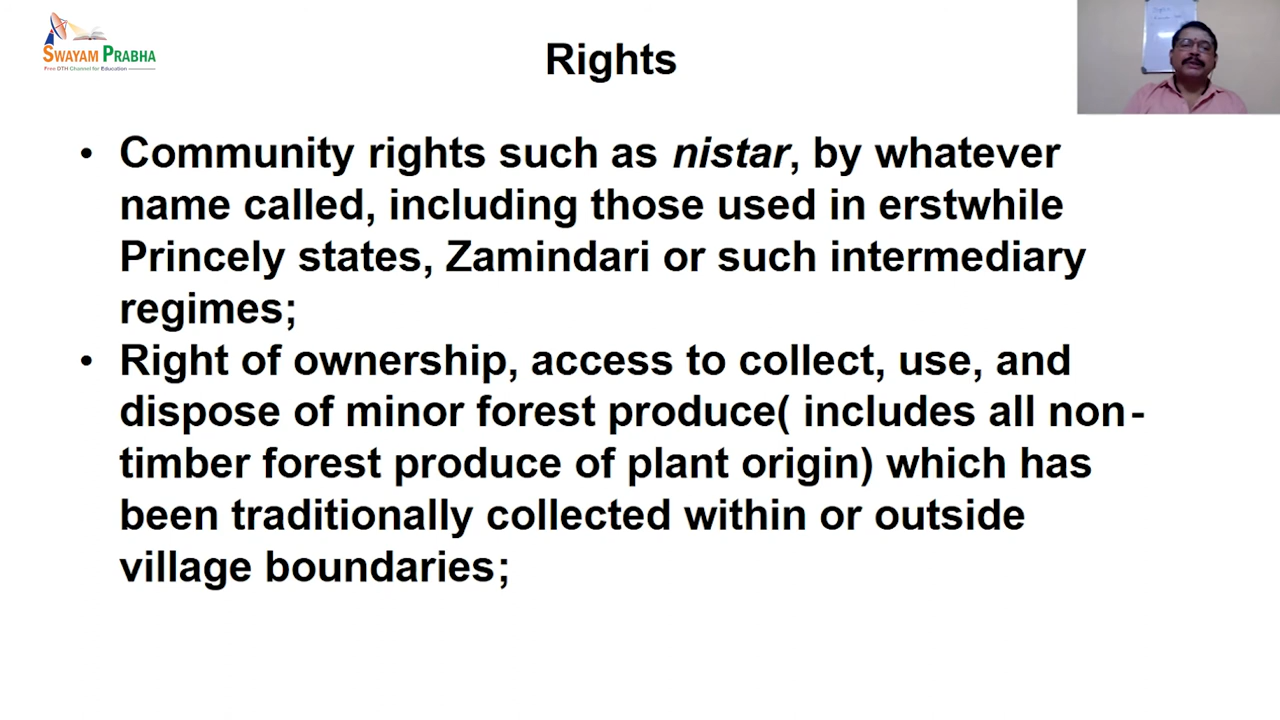 SWAYAM PRABHA
Free DTH Channel for Education
Rights
• Community rights such as nistar, by whatever
name called, including those used in erstwhile
Princely states, Zamindari or such intermediary
regimes;
• Right of ownership, access to collect, use, and
dispose of minor forest produce( includes all non-
timber forest produce of plant origin) which has
been traditionally collected within or outside
village boundaries;